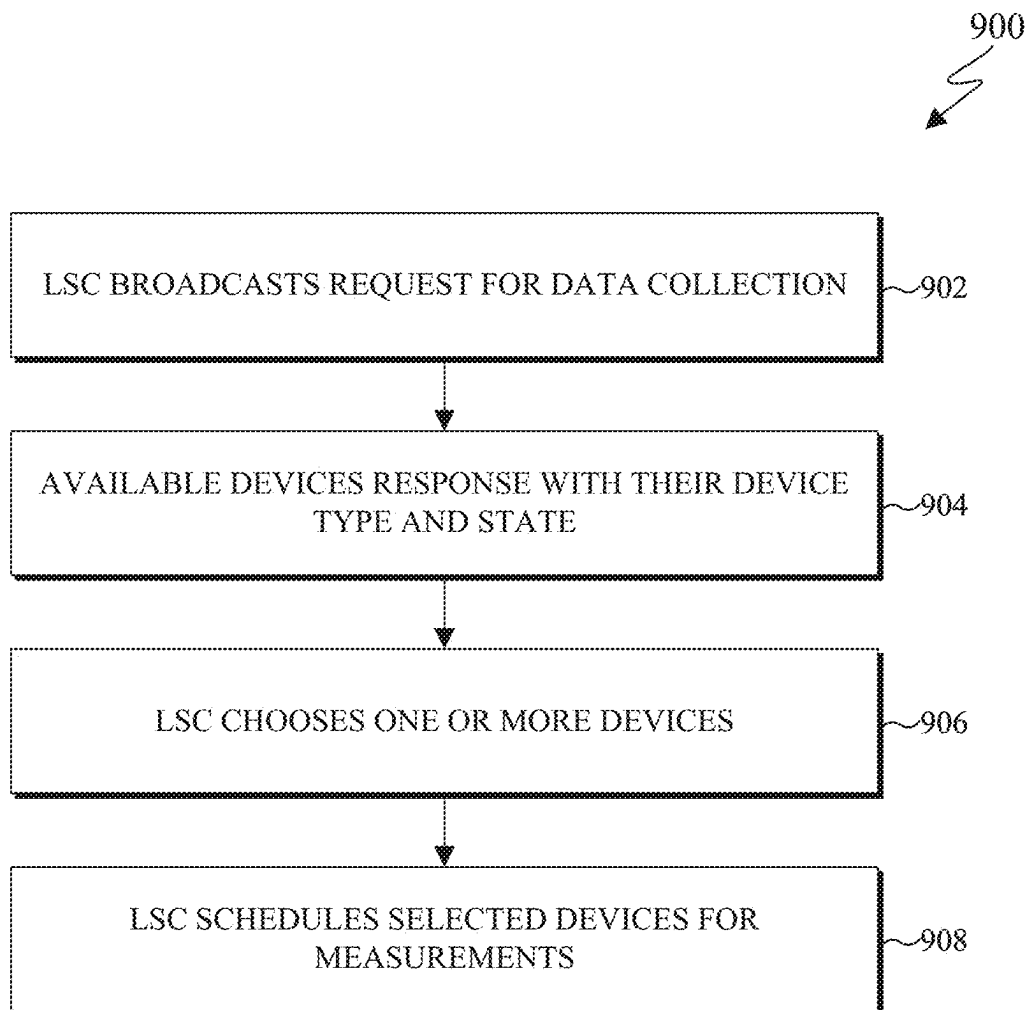 900
LSC BROADCASTS REQUEST FOR DATA COLLECTION
902
AVAILABLE DEVICES RESPONSE WITH THEIR DEVICE
TYPE AND STATE
904
LSC CHOOSES ONE OR MORE DEVICES
906
LSC SCHEDULES SELECTED DEVICES FOR
MEASUREMENTS
908